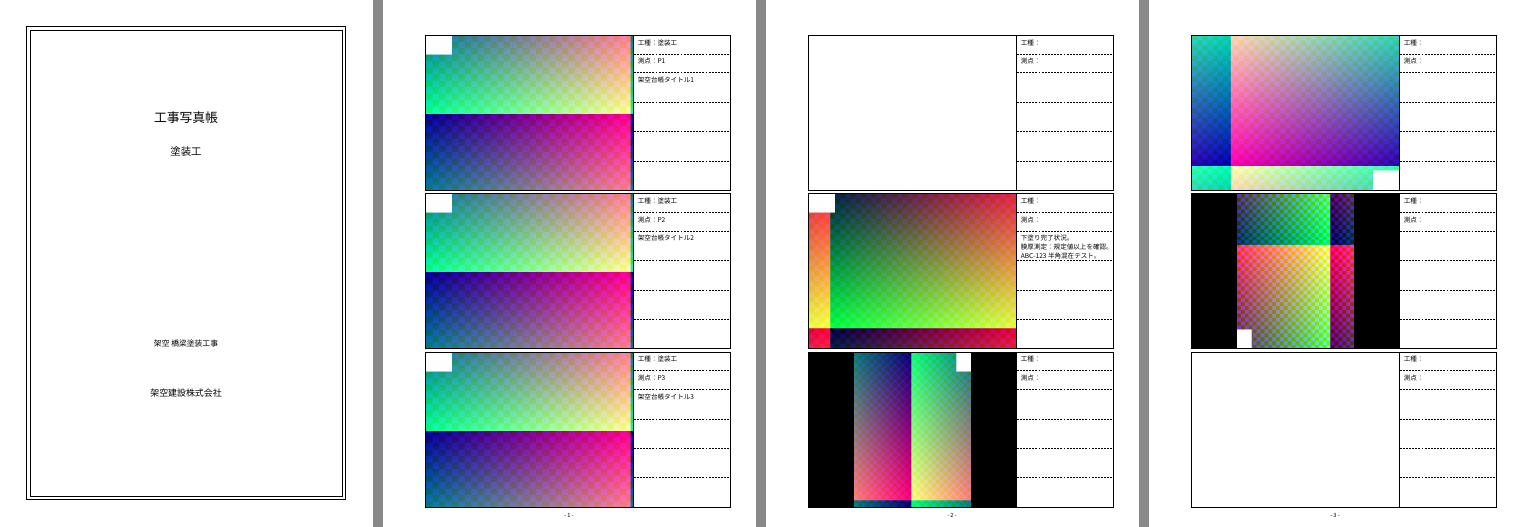 工事写真帳
塗装工
架空 橋梁塗装工事
架空建設株式会社
工種：塗装工
測点：P1
架空台帳タイトル1
工種：塗装工
測点：P2
架空台帳タイトル2
工種：塗装工
測点：P3
架空台帳タイトル3
- 1 -
工種：
測点：
工種：
測点：
下塗り完了状況。
膜厚測定：規定値以上を確認。
ABC-123 半角混在テスト。
工種：
測点：
- 2 -
工種：
測点：
工種：
測点：
工種：
測点：
- 3 -